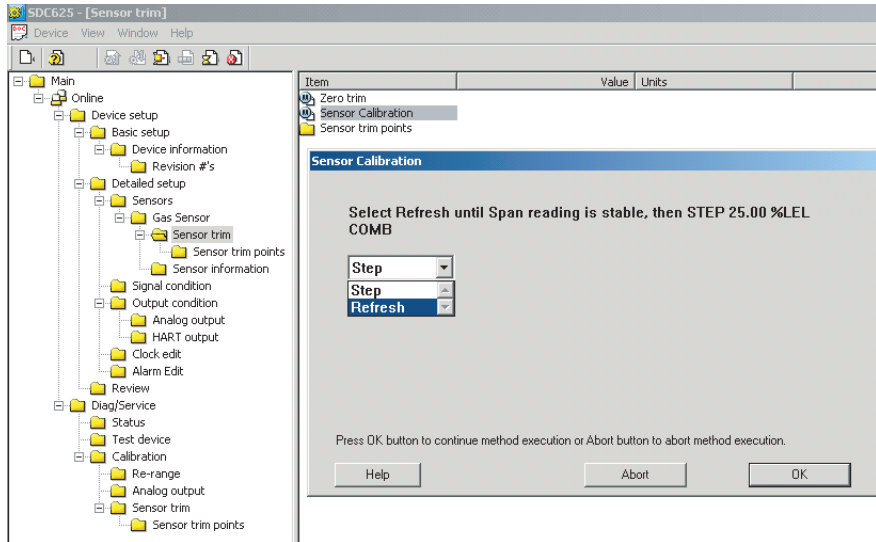 SDC625 - [Sensor trim]
Device View Window Help
Main
Online
Device setup
Basic setup
Device information
Revision #'s
Detailed setup
Sensors
Gas Sensor
Sensor trim
Sensor trim points
Sensor information
Signal condition
Output condition
Analog output
HART output
Clock edit
Alarm Edit
Review
Diag/Service
Status
Test device
Calibration
Re-range
Analog output
Sensor trim
Sensor trim points
Item Value Units
Zero trim
Sensor Calibration
Sensor trim points
Sensor Calibration
Select Refresh until Span reading is stable, then STEP 25.00 %LEL
COMB
Step
Step
Refresh
Press OK button to continue method execution or Abort button to abort method execution.
Help Abort OK